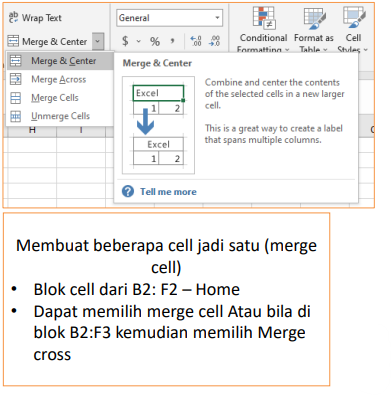 Wrap Text
General
Merge & Center
$ % , .00
Conditional Format as Cell
Formatting Table Styles
Merge & Center
Merge Across
Merge Cells
Unmerge Cells
Merge & Center
Excel
1 2
Excel
1 2
Combine and center the contents
of the selected cells in a new larger
cell.
This is a great way to create a label
that spans multiple columns.
Tell me more
H I
Membuat beberapa cell jadi satu (merge
cell)
• Blok cell dari B2: F2 – Home
• Dapat memilih merge cell Atau bila di
blok B2:F3 kemudian memilih Merge
cross